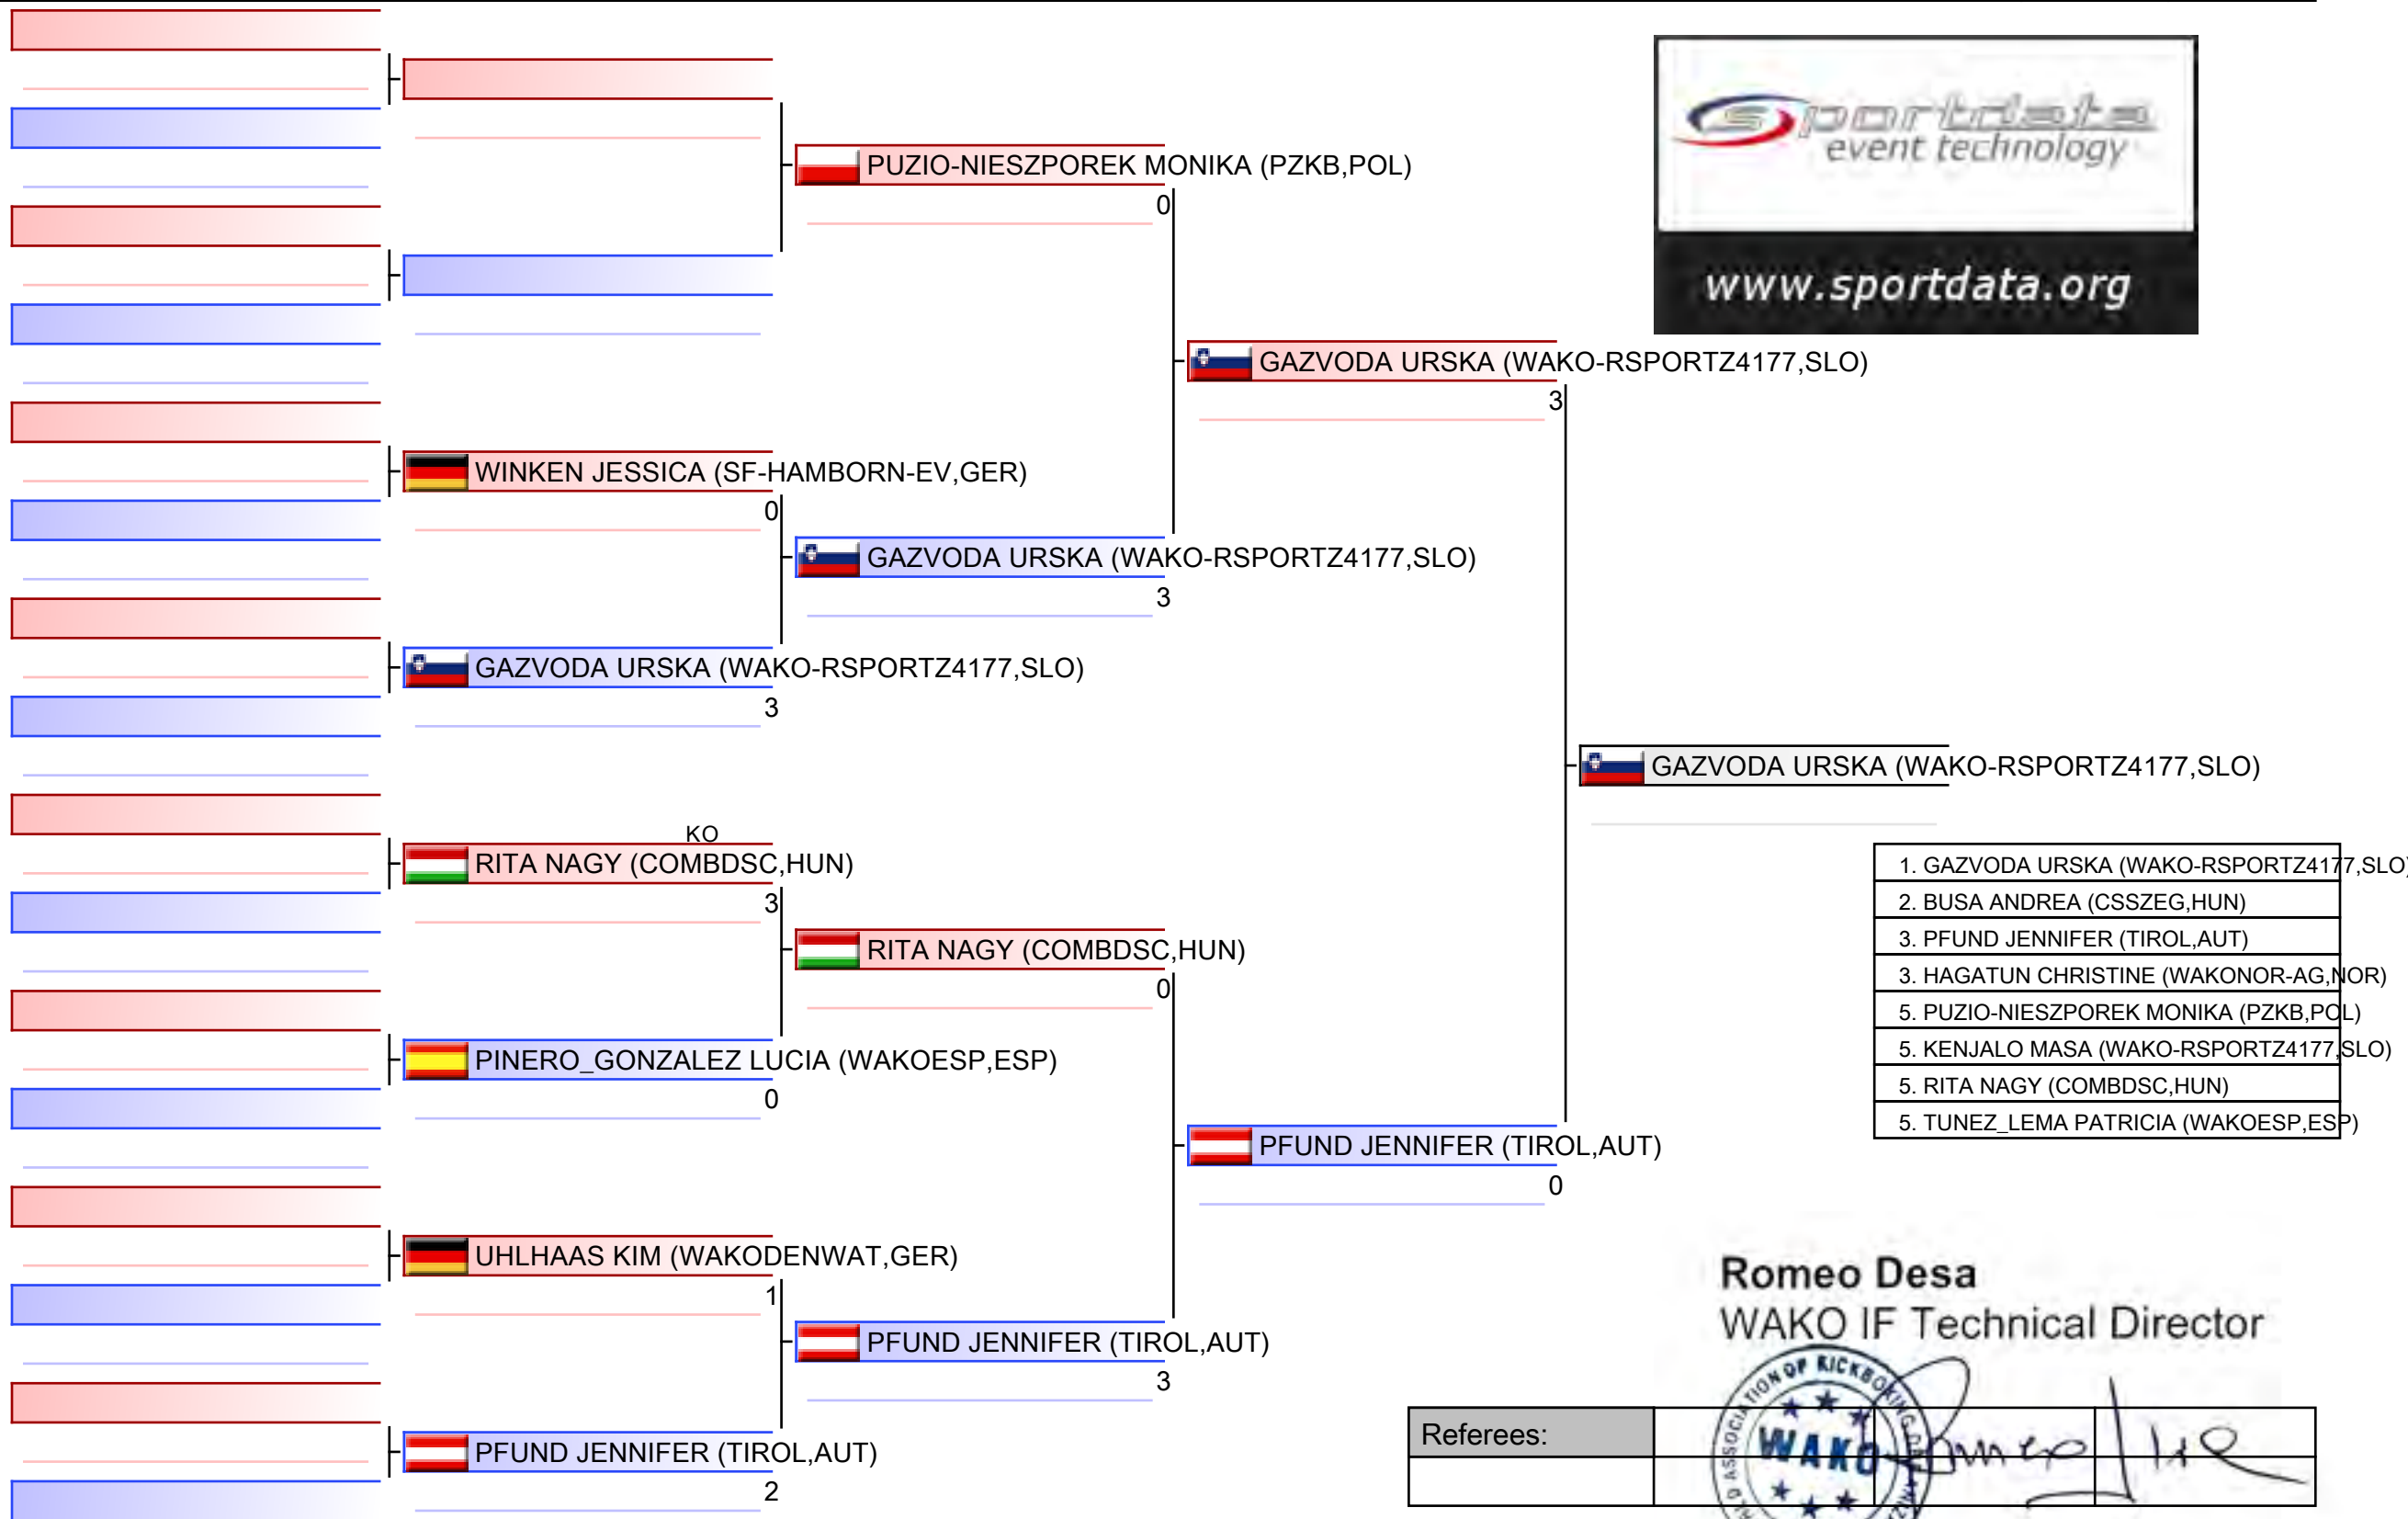 sportdata
event technology
www.sportdata.org
PUZIO-NIESZPOREK MONIKA (PZKB,POL)
0
GAZVODA URSKA (WAKO-RSPORTZ4177,SLO)
3
WINKEN JESSICA (SF-HAMBORN-EV,GER)
0
GAZVODA URSKA (WAKO-RSPORTZ4177,SLO)
3
GAZVODA URSKA (WAKO-RSPORTZ4177,SLO)
3
GAZVODA URSKA (WAKO-RSPORTZ4177,SLO)
KO
RITA NAGY (COMBDSC,HUN)
3
RITA NAGY (COMBDSC,HUN)
0
PINERO_GONZALEZ LUCIA (WAKOESP,ESP)
0
PFUND JENNIFER (TIROL,AUT)
0
UHLHAAS KIM (WAKODENWAT,GER)
1
PFUND JENNIFER (TIROL,AUT)
3
PFUND JENNIFER (TIROL,AUT)
2
1. GAZVODA URSKA (WAKO-RSPORTZ4177,SLO)
2. BUSA ANDREA (CSSZEG,HUN)
3. PFUND JENNIFER (TIROL,AUT)
3. HAGATUN CHRISTINE (WAKONOR-AG,NOR)
5. PUZIO-NIESZPOREK MONIKA (PZKB,POL)
5. KENJALO MASA (WAKO-RSPORTZ4177,SLO)
5. RITA NAGY (COMBDSC,HUN)
5. TUNEZ_LEMA PATRICIA (WAKOESP,ESP)
Romeo Desa
WAKO IF Technical Director
Referees:
ASSOCIATION OF KICKBOXING
WAKO